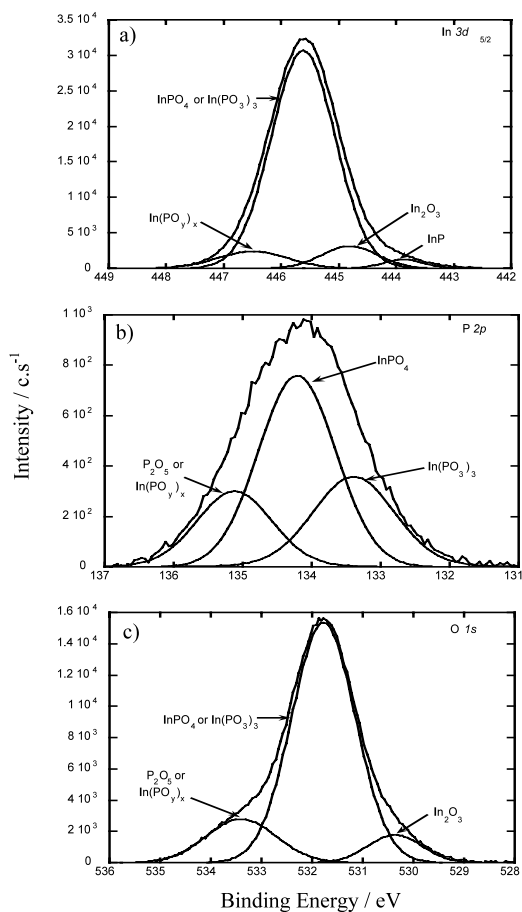 Intensity / c.s⁻¹
a)
In 3d 5/2
3.5 10⁴
3 10⁴
2.5 10⁴
2 10⁴
1.5 10⁴
1 10⁴
5 10³
0
InPO₄ or In(PO₃)₃
In(POy)x
In₂O₃
InP
449 448 447 446 445 444 443 442
b)
P 2p
1 10³
8 10²
6 10²
4 10²
2 10²
0
InPO₄
P₂O₅ or
In(POy)x
In(PO₃)₃
137 136 135 134 133 132 131
c)
O 1s
1.6 10⁴
1.4 10⁴
1.2 10⁴
1 10⁴
8 10³
6 10³
4 10³
2 10³
0
InPO₄ or In(PO₃)₃
P₂O₅ or
In(POy)x
In₂O₃
536 535 534 533 532 531 530 529 528
Binding Energy / eV